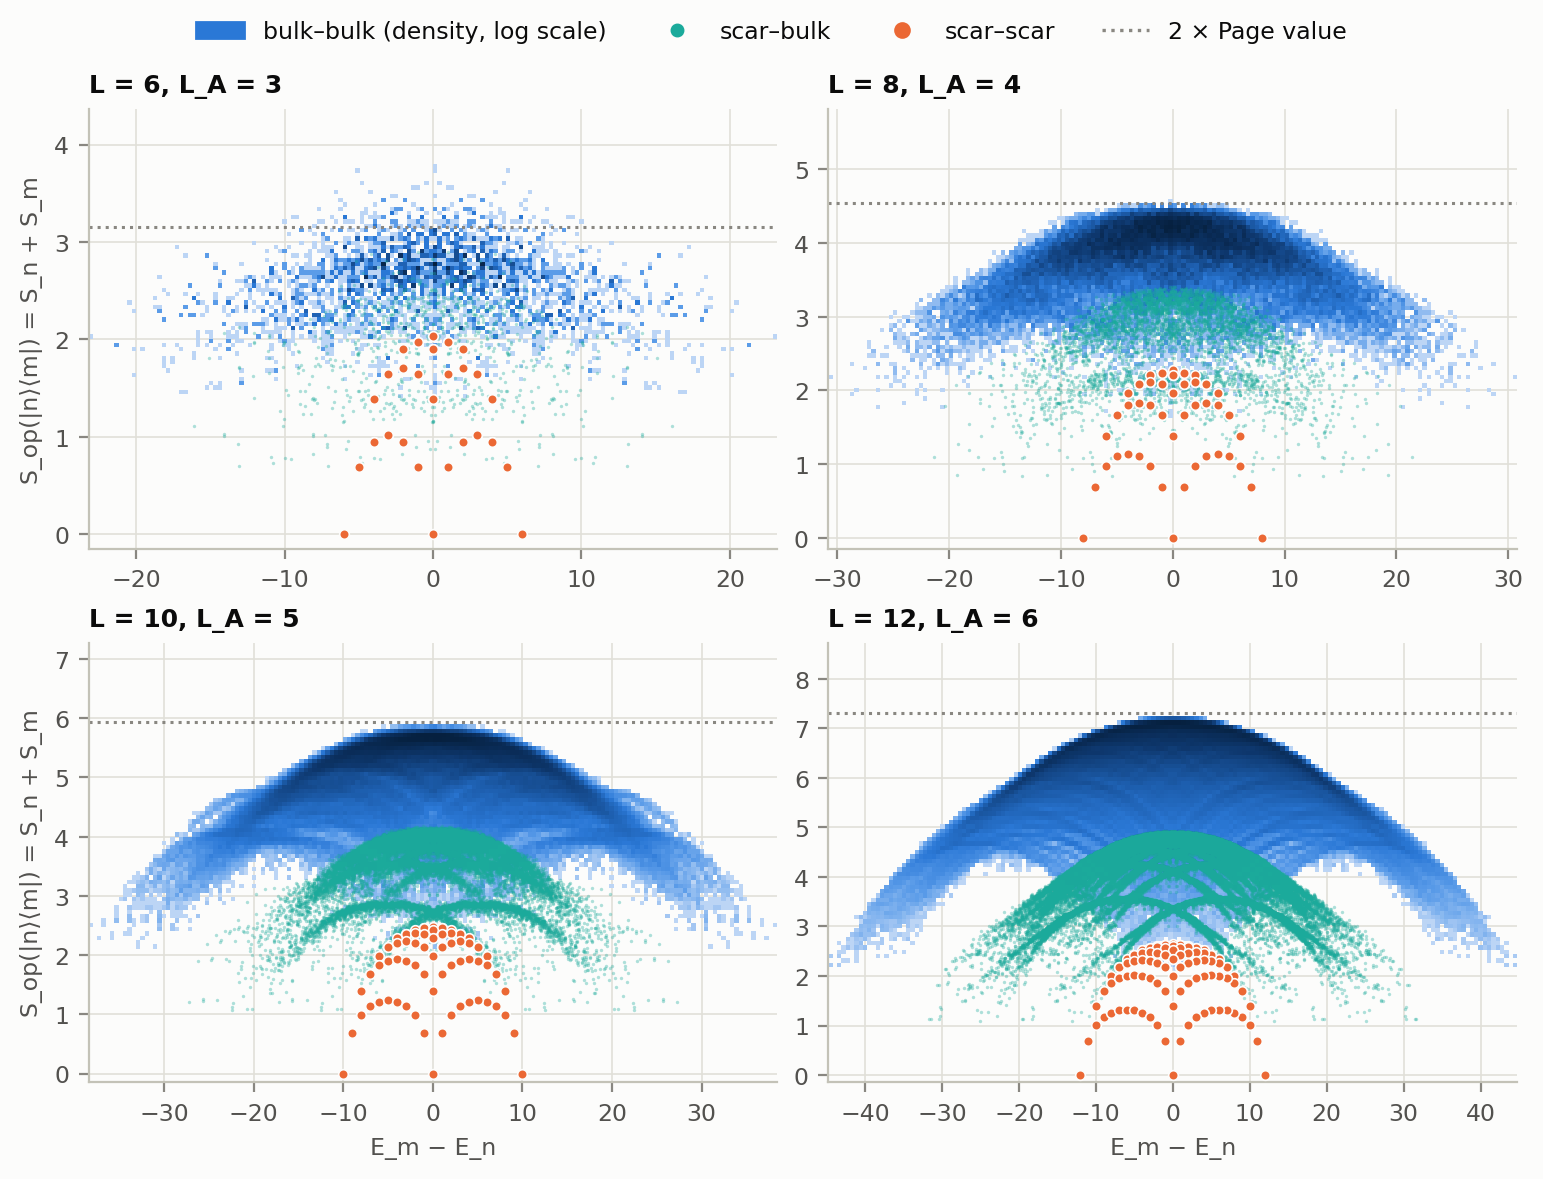 bulk–bulk (density, log scale) scar–bulk scar–scar 2 × Page value
L = 6, L_A = 3
L = 8, L_A = 4
S_op(|n⟩⟨m|) = S_n + S_m
4
3
2
1
0
−20 −10 0 10 20
5
4
3
2
1
0
−30 −20 −10 0 10 20 30
L = 10, L_A = 5
L = 12, L_A = 6
S_op(|n⟩⟨m|) = S_n + S_m
7
6
5
4
3
2
1
0
−30 −20 −10 0 10 20 30
E_m − E_n
8
7
6
5
4
3
2
1
0
−40 −30 −20 −10 0 10 20 30 40
E_m − E_n